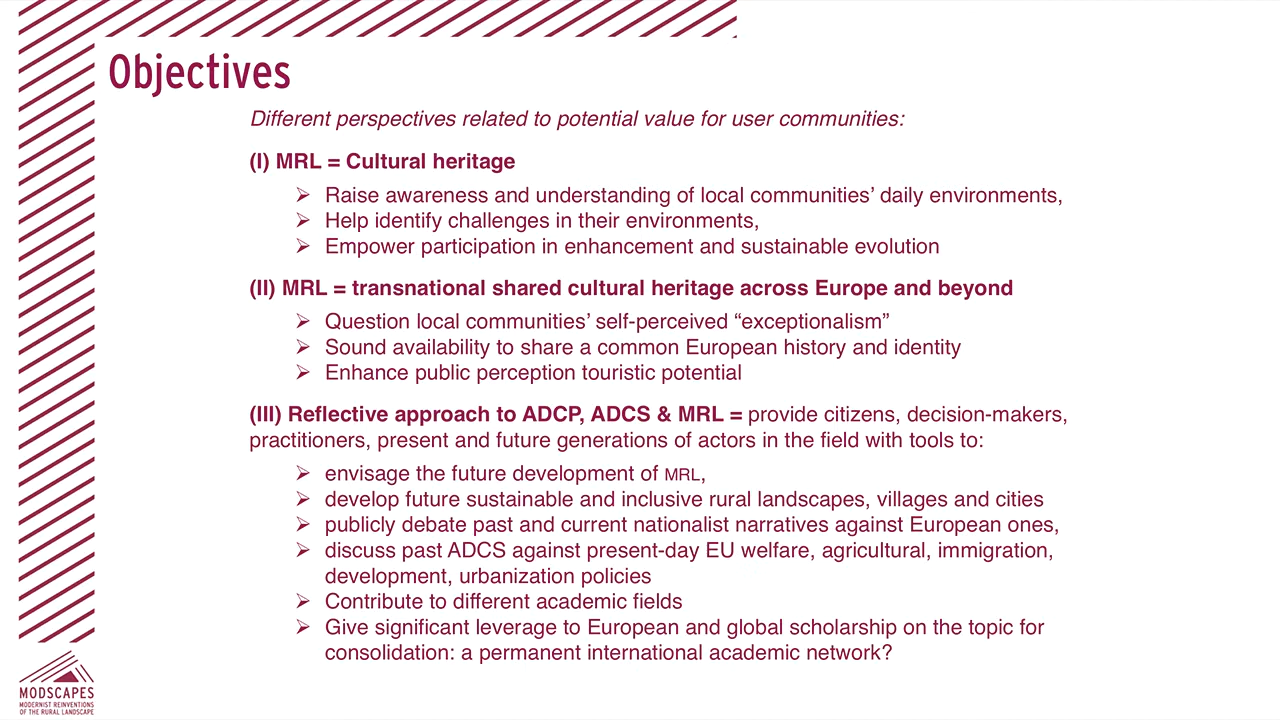 Objectives
Different perspectives related to potential value for user communities:
(I) MRL = Cultural heritage
➢ Raise awareness and understanding of local communities’ daily environments,
➢ Help identify challenges in their environments,
➢ Empower participation in enhancement and sustainable evolution
(II) MRL = transnational shared cultural heritage across Europe and beyond
➢ Question local communities’ self-perceived “exceptionalism”
➢ Sound availability to share a common European history and identity
➢ Enhance public perception touristic potential
(III) Reflective approach to ADCP, ADCS & MRL = provide citizens, decision-makers,
practitioners, present and future generations of actors in the field with tools to:
➢ envisage the future development of MRL,
➢ develop future sustainable and inclusive rural landscapes, villages and cities
➢ publicly debate past and current nationalist narratives against European ones,
➢ discuss past ADCS against present-day EU welfare, agricultural, immigration,
development, urbanization policies
➢ Contribute to different academic fields
➢ Give significant leverage to European and global scholarship on the topic for
consolidation: a permanent international academic network?
MODSCAPES
MODERNIST REINVENTIONS
OF THE RURAL LANDSCAPE